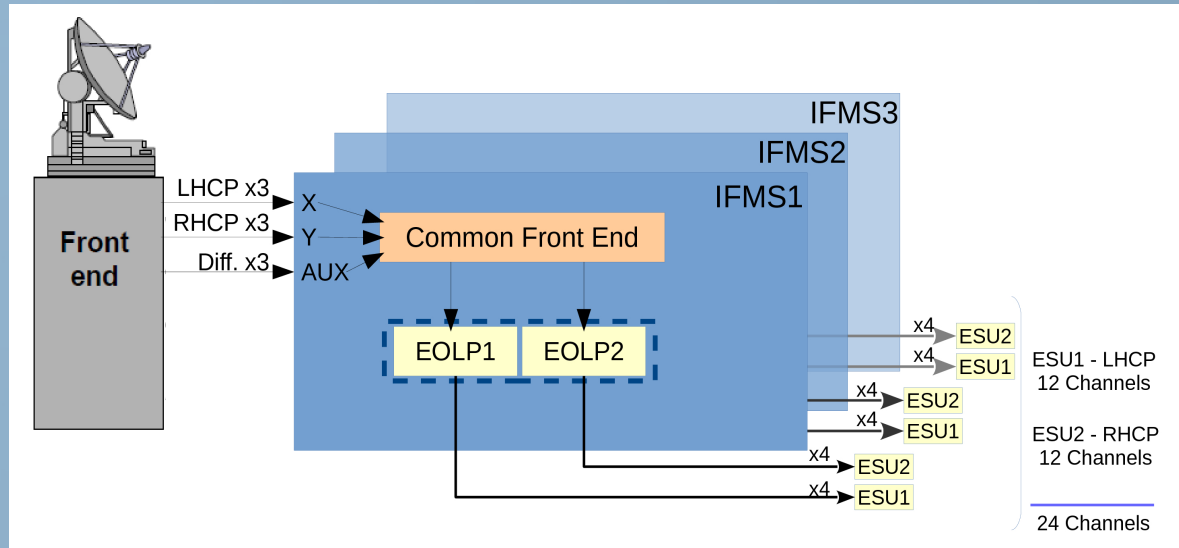 IFMS3
IFMS2
IFMS1
LHCP x3
RHCP x3
Diff. x3
Front
end
X
Y
AUX
Common Front End
EOLP1
EOLP2
x4
ESU2
x4
ESU1
x4
ESU2
x4
ESU1
x4
ESU2
x4
ESU1
ESU1 - LHCP
12 Channels
ESU2 - RHCP
12 Channels
24 Channels